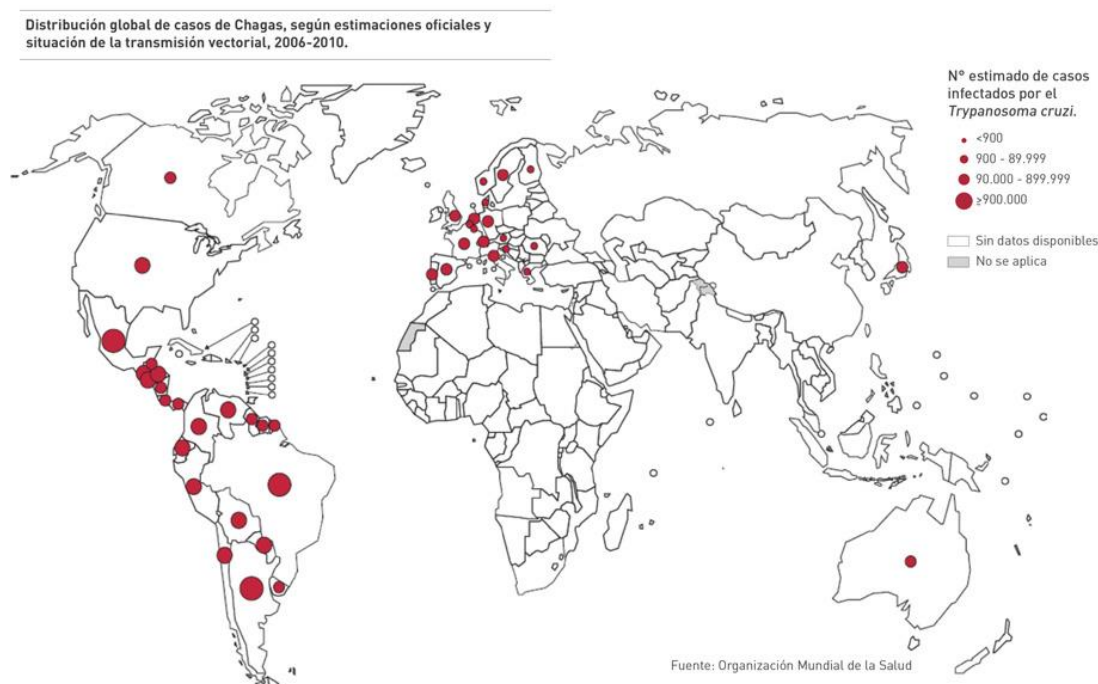 Distribución global de casos de Chagas, según estimaciones oficiales y
situación de la transmisión vectorial, 2006-2010.
N° estimado de casos
infectados por el
Trypanosoma cruzi.
<900
900 - 89.999
90.000 - 899.999
≥900.000
Sin datos disponibles
No se aplica
Fuente: Organización Mundial de la Salud